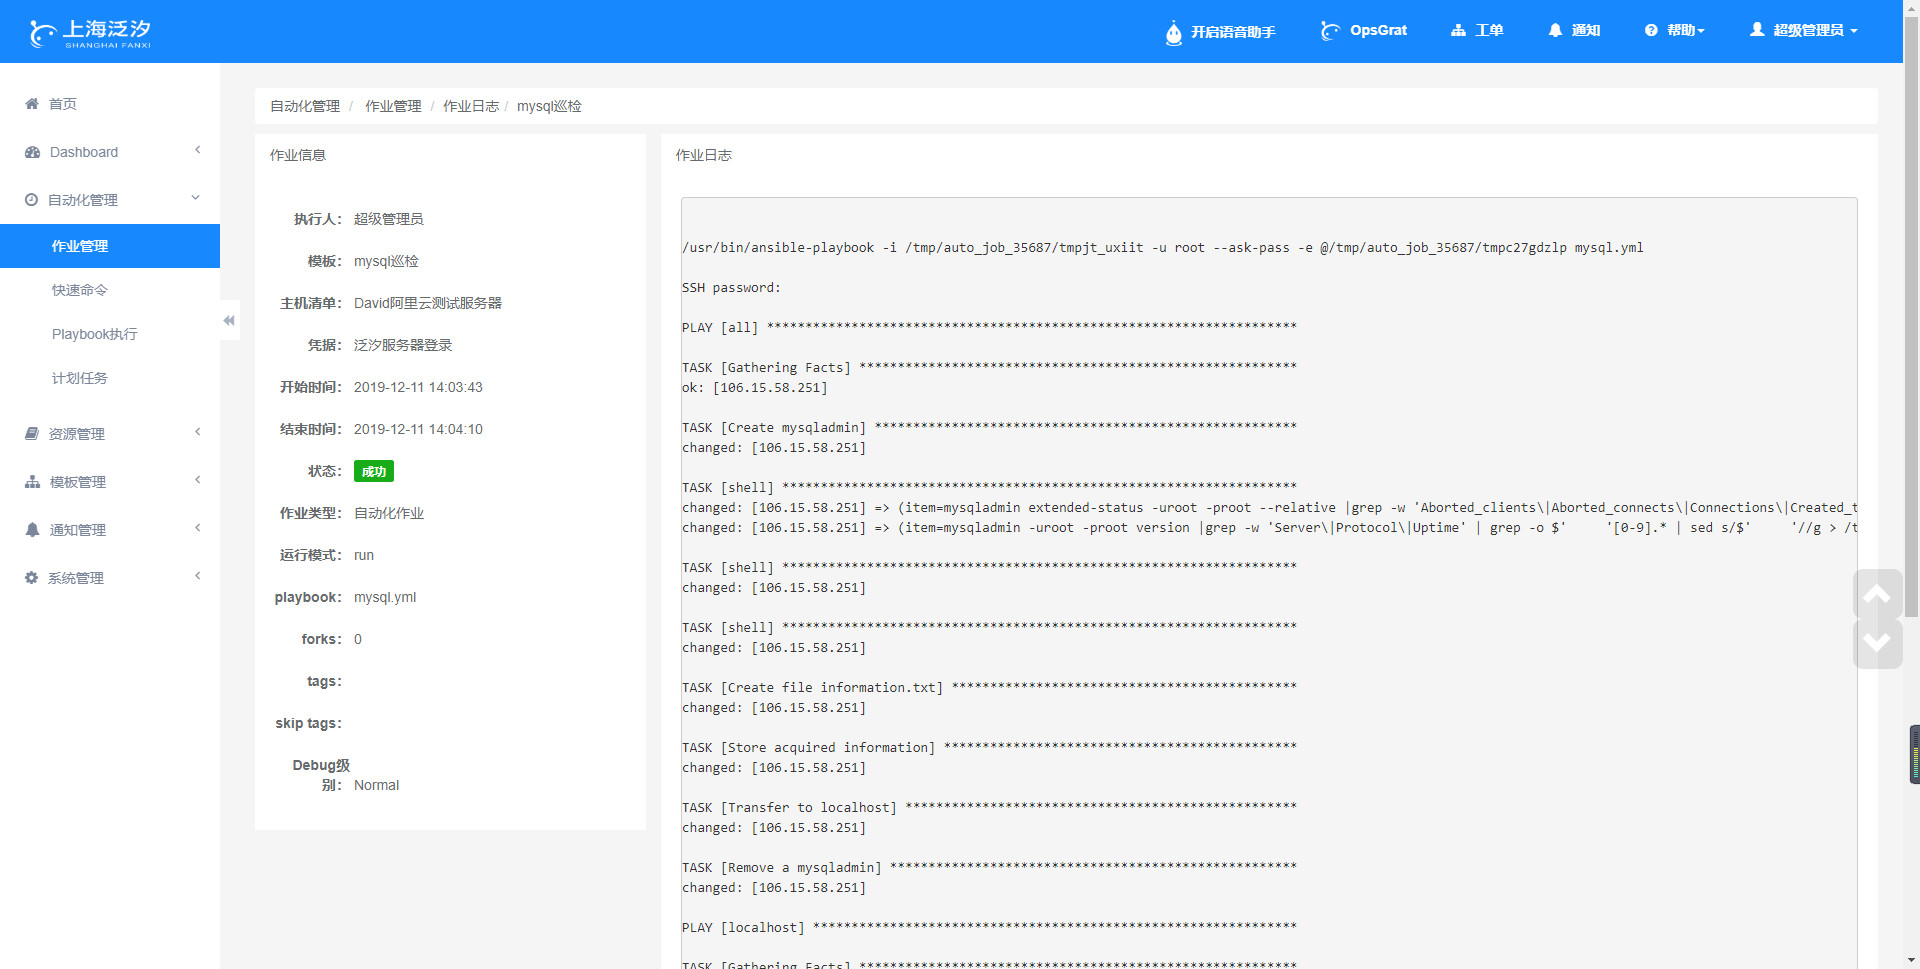 上海泛汐
SHANGHAI FANXI
开启语音助手
OpsGrat
工单
通知
帮助
超级管理员
首页
Dashboard
自动化管理
作业管理
快速命令
Playbook执行
计划任务
资源管理
模板管理
通知管理
系统管理
自动化管理 / 作业管理 / 作业日志 / mysql巡检
作业信息
执行人： 超级管理员
模板： mysql巡检
主机清单： David阿里云测试服务器
凭据： 泛汐服务器登录
开始时间： 2019-12-11 14:03:43
结束时间： 2019-12-11 14:04:10
状态： 成功
作业类型： 自动化作业
运行模式： run
playbook： mysql.yml
forks： 0
tags：
skip tags：
Debug级
别： Normal
作业日志
/usr/bin/ansible-playbook -i /tmp/auto_job_35687/tmpjt_uxiit -u root --ask-pass -e @/tmp/auto_job_35687/tmpc27gdzlp mysql.yml
SSH password:
PLAY [all] *********************************************************************
TASK [Gathering Facts] *********************************************************
ok: [106.15.58.251]
TASK [Create mysqladmin] *******************************************************
changed: [106.15.58.251]
TASK [shell] *******************************************************************
changed: [106.15.58.251] => (item=mysqladmin extended-status -uroot -proot --relative |grep -w 'Aborted_clients\|Aborted_connects\|Connections\|Created_t
changed: [106.15.58.251] => (item=mysqladmin -uroot -proot version |grep -w 'Server\|Protocol\|Uptime' | grep -o $'     '[0-9].* | sed s/$'     '//g > /t
TASK [shell] *******************************************************************
changed: [106.15.58.251]
TASK [shell] *******************************************************************
changed: [106.15.58.251]
TASK [Create file information.txt] *********************************************
changed: [106.15.58.251]
TASK [Store acquired information] **********************************************
changed: [106.15.58.251]
TASK [Transfer to localhost] ***************************************************
changed: [106.15.58.251]
TASK [Remove a mysqladmin] *****************************************************
changed: [106.15.58.251]
PLAY [localhost] ***************************************************************
TASK [Gathering Facts] *********************************************************